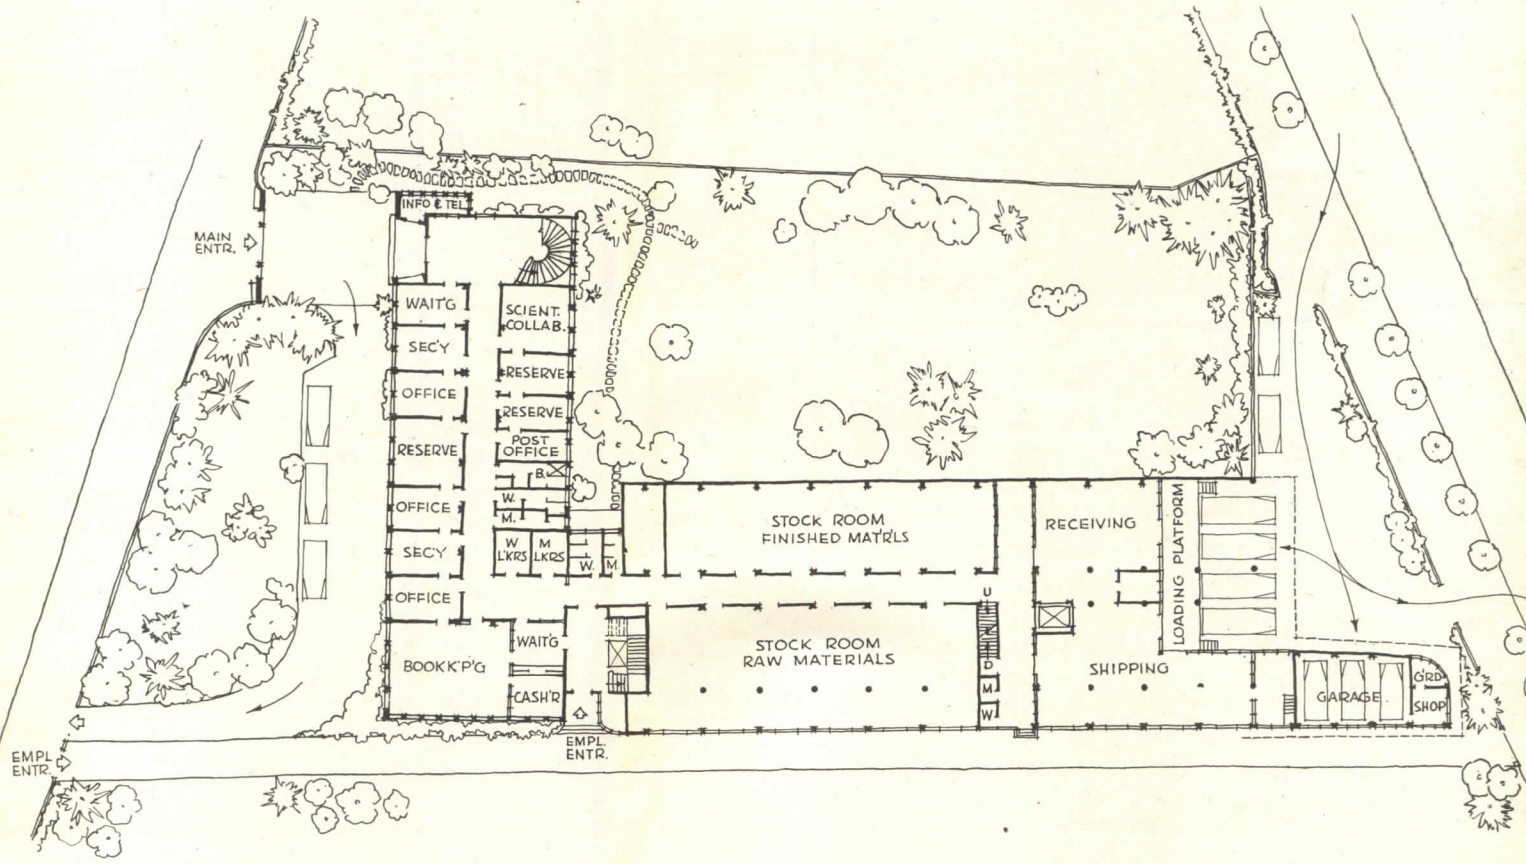 INFO & TEL.
MAIN
ENTR.
WAIT'G
SCIENT.
COLLAB.
SEC'Y
RESERVE
OFFICE
RESERVE
POST
OFFICE
RESERVE
B.
W.
M.
OFFICE
SEC'Y
W
L'KRS
M
LKRS
W.
M.
OFFICE
BOOKK'P'G
WAIT'G
CASH'R
EMPL.
ENTR.
EMPL
ENTR.
STOCK ROOM
FINISHED MAT'R'LS
STOCK ROOM
RAW MATERIALS
U
D
M
W
RECEIVING
LOADING PLATFORM
SHIPPING
GARAGE
G'RD
SHOP